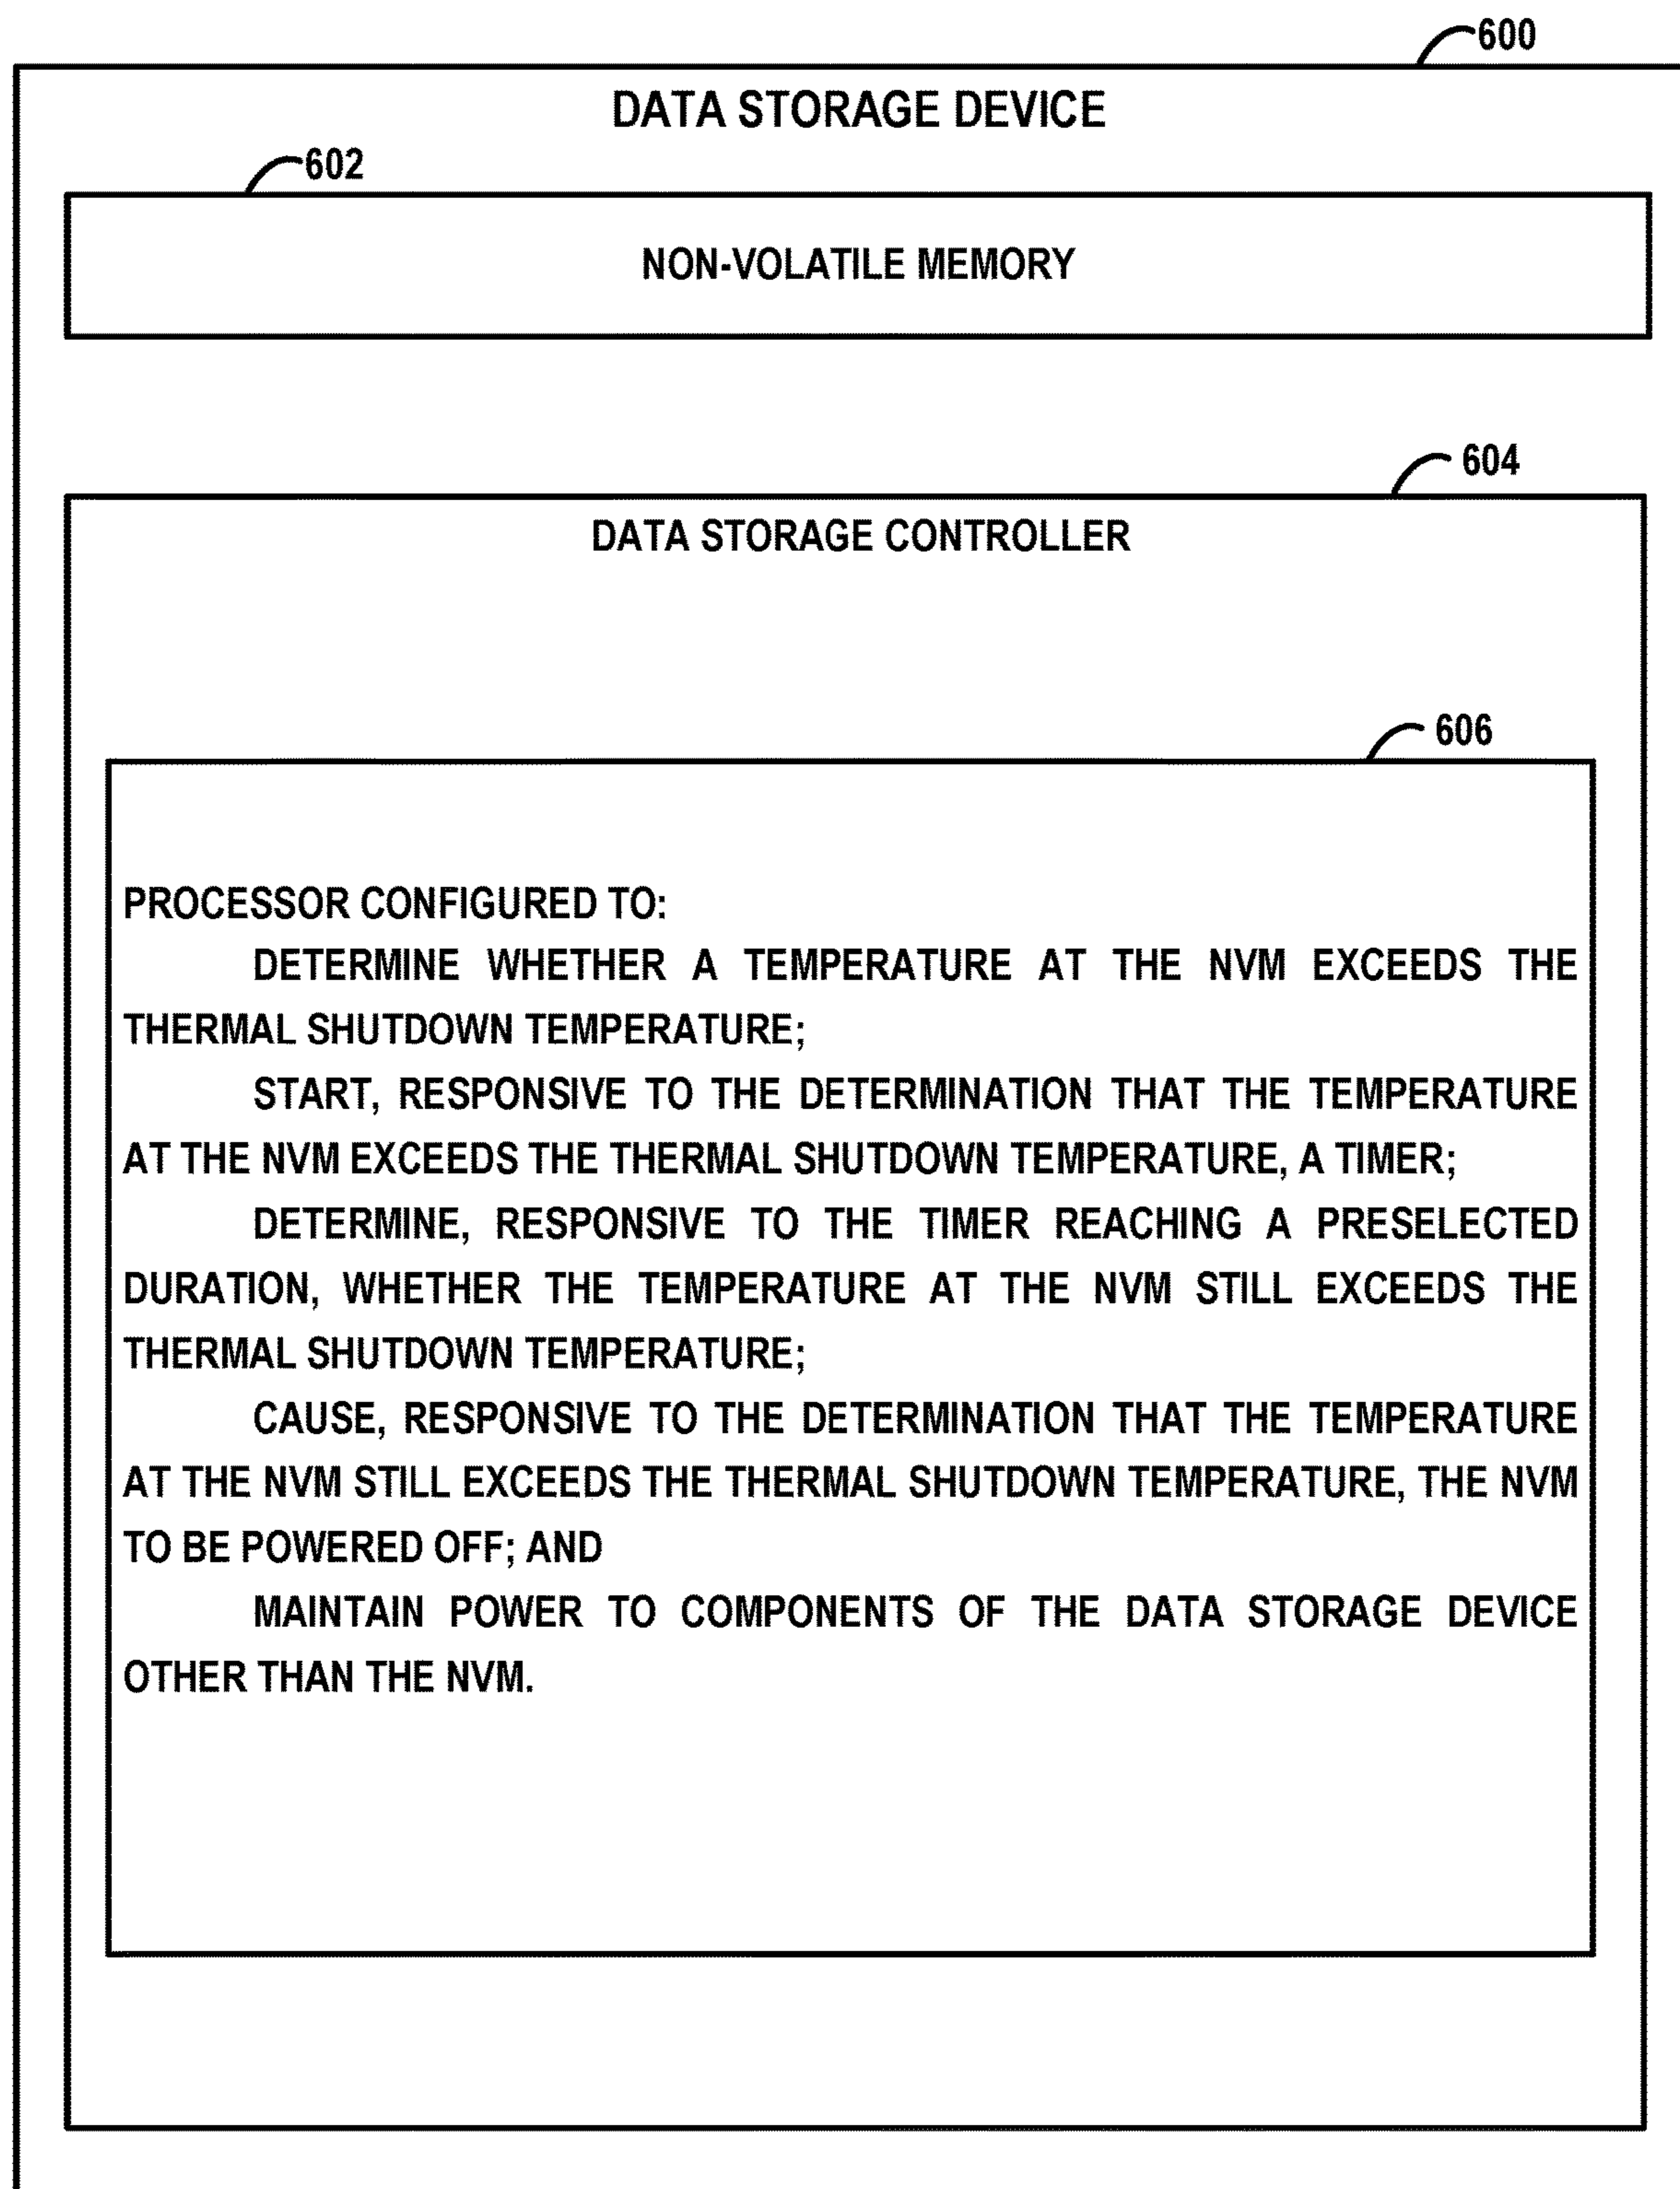 600
DATA STORAGE DEVICE
602
NON-VOLATILE MEMORY
604
DATA STORAGE CONTROLLER
606
PROCESSOR CONFIGURED TO:
DETERMINE WHETHER A TEMPERATURE AT THE NVM EXCEEDS THE
THERMAL SHUTDOWN TEMPERATURE;
START, RESPONSIVE TO THE DETERMINATION THAT THE TEMPERATURE
AT THE NVM EXCEEDS THE THERMAL SHUTDOWN TEMPERATURE, A TIMER;
DETERMINE, RESPONSIVE TO THE TIMER REACHING A PRESELECTED
DURATION, WHETHER THE TEMPERATURE AT THE NVM STILL EXCEEDS THE
THERMAL SHUTDOWN TEMPERATURE;
CAUSE, RESPONSIVE TO THE DETERMINATION THAT THE TEMPERATURE
AT THE NVM STILL EXCEEDS THE THERMAL SHUTDOWN TEMPERATURE, THE NVM
TO BE POWERED OFF; AND
MAINTAIN POWER TO COMPONENTS OF THE DATA STORAGE DEVICE
OTHER THAN THE NVM.